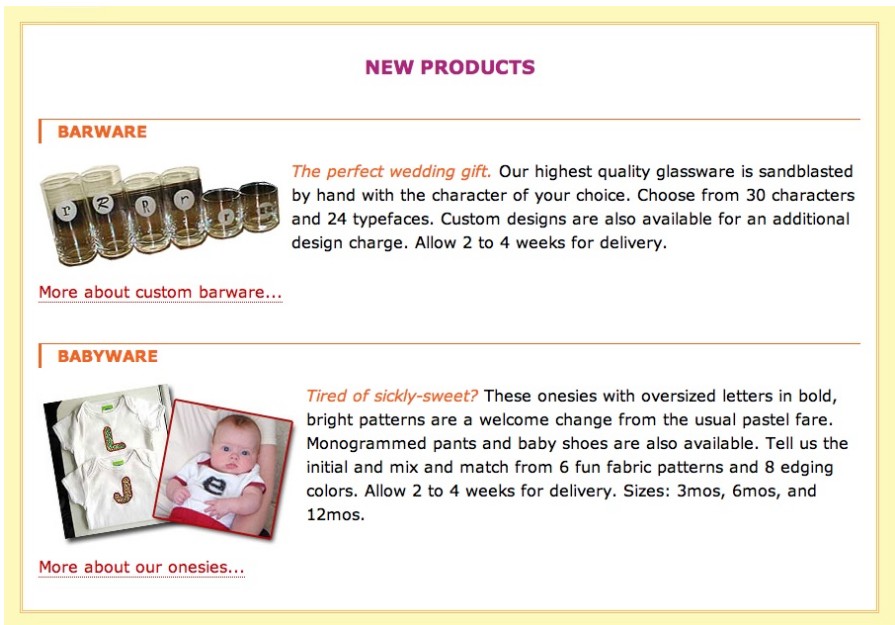 NEW PRODUCTS
BARWARE
r R R r r
The perfect wedding gift. Our highest quality glassware is sandblasted
by hand with the character of your choice. Choose from 30 characters
and 24 typefaces. Custom designs are also available for an additional
design charge. Allow 2 to 4 weeks for delivery.
More about custom barware...
BABYWARE
L
J
e
Tired of sickly-sweet? These onesies with oversized letters in bold,
bright patterns are a welcome change from the usual pastel fare.
Monogrammed pants and baby shoes are also available. Tell us the
initial and mix and match from 6 fun fabric patterns and 8 edging
colors. Allow 2 to 4 weeks for delivery. Sizes: 3mos, 6mos, and
12mos.
More about our onesies...